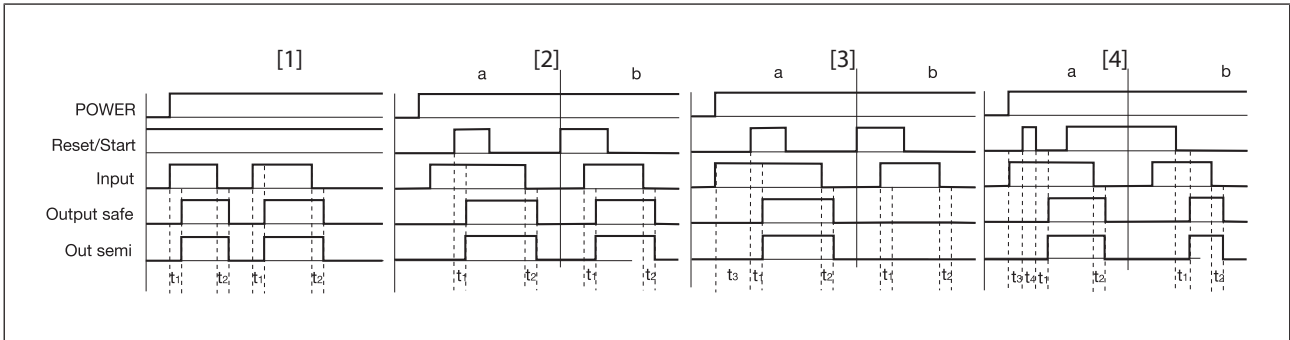 [1] [2] [3] [4]
a b a b a b
POWER
Reset/Start
Input
Output safe
Out semi
t1 t2 t1 t2 t1 t2 t1 t2 t3 t1 t2 t1 t2 t3 t4 t1 t2 t1 t2